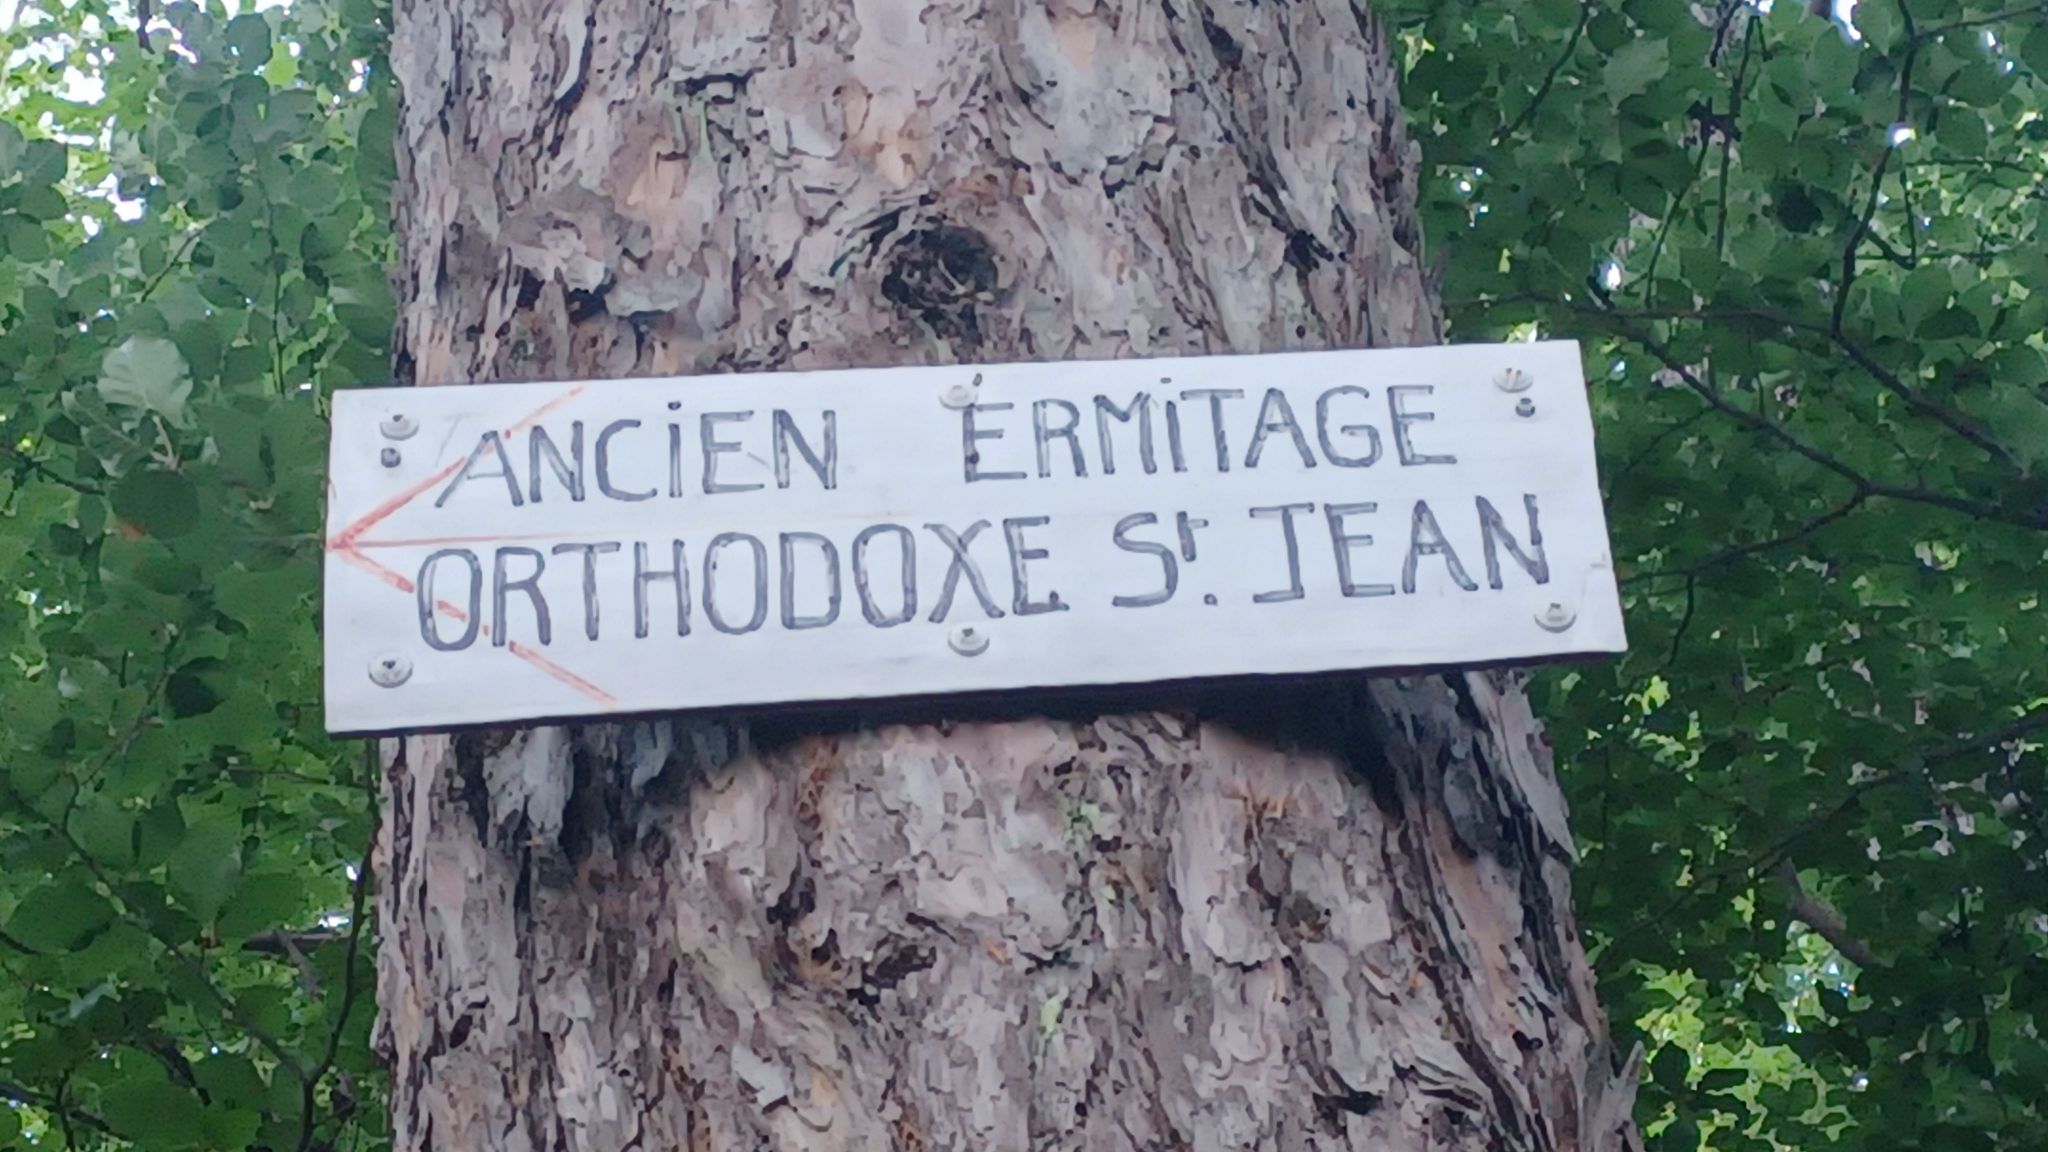 ANCiEN ERMiTAGE
ORTHODOXE St. JEAN